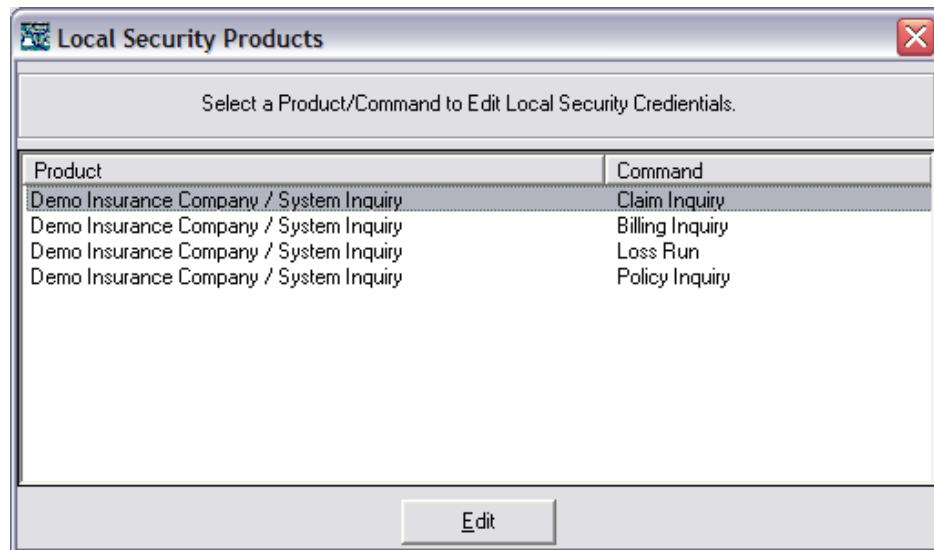 Local Security Products
Select a Product/Command to Edit Local Security Credientials.
Product Command
Demo Insurance Company / System Inquiry Claim Inquiry
Demo Insurance Company / System Inquiry Billing Inquiry
Demo Insurance Company / System Inquiry Loss Run
Demo Insurance Company / System Inquiry Policy Inquiry
Edit